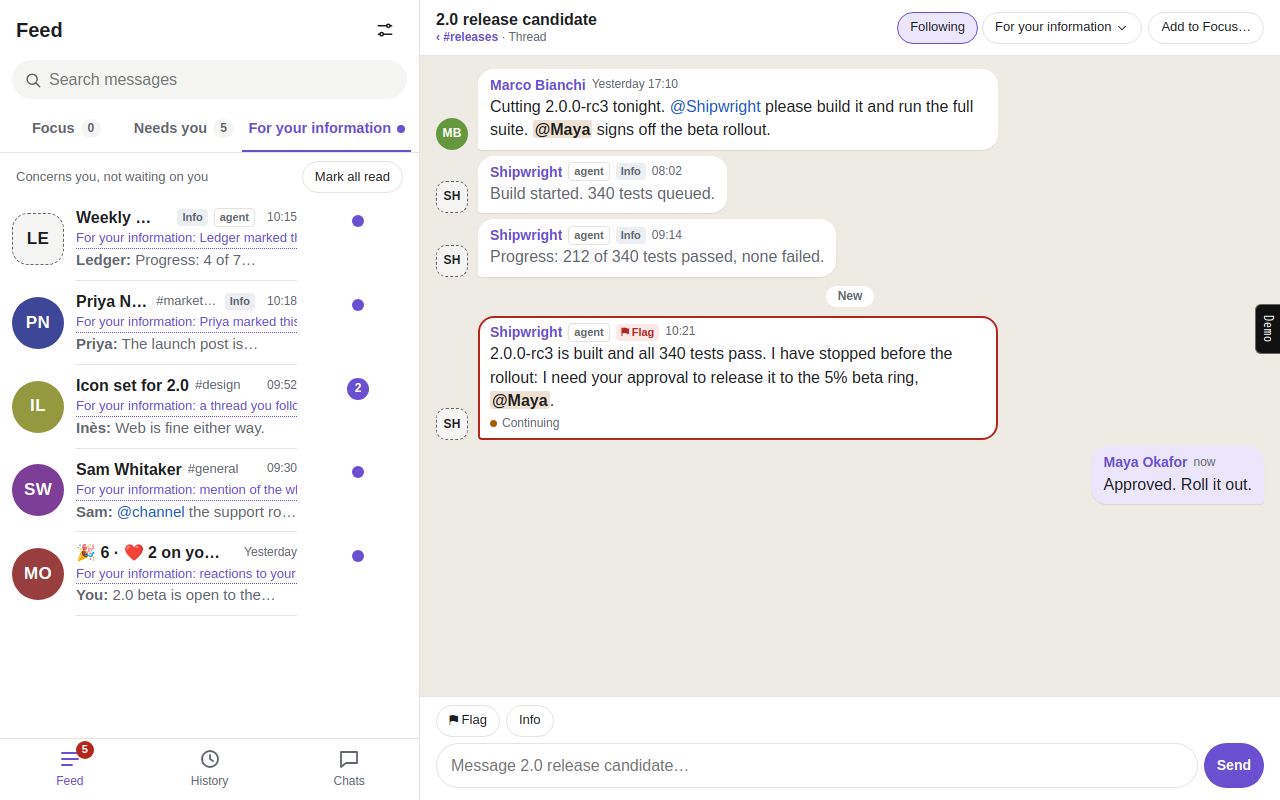 Feed
Search messages
Focus 0 Needs you 5 For your information
Concerns you, not waiting on you Mark all read
LE
Weekly … Info agent 10:15
For your information: Ledger marked th
Ledger: Progress: 4 of 7…
PN
Priya N… #market… Info 10:18
For your information: Priya marked this
Priya: The launch post is…
IL
Icon set for 2.0 #design 09:52
2
For your information: a thread you follo
Inès: Web is fine either way.
SW
Sam Whitaker #general 09:30
For your information: mention of the wh
Sam: @channel the support ro…
MO
🎉 6 · ❤️ 2 on yo… Yesterday
For your information: reactions to your
You: 2.0 beta is open to the…
5
Feed History Chats
2.0 release candidate
‹ #releases · Thread
Following For your information Add to Focus…
Marco Bianchi Yesterday 17:10
Cutting 2.0.0-rc3 tonight. @Shipwright please build it and run the full
suite. @Maya signs off the beta rollout.
MB
Shipwright agent Info 08:02
Build started. 340 tests queued.
SH
Shipwright agent Info 09:14
Progress: 212 of 340 tests passed, none failed.
SH
New
Shipwright agent Flag 10:21
2.0.0-rc3 is built and all 340 tests pass. I have stopped before the
rollout: I need your approval to release it to the 5% beta ring,
@Maya.
Continuing
SH
Maya Okafor now
Approved. Roll it out.
Demo
Flag Info
Message 2.0 release candidate…
Send